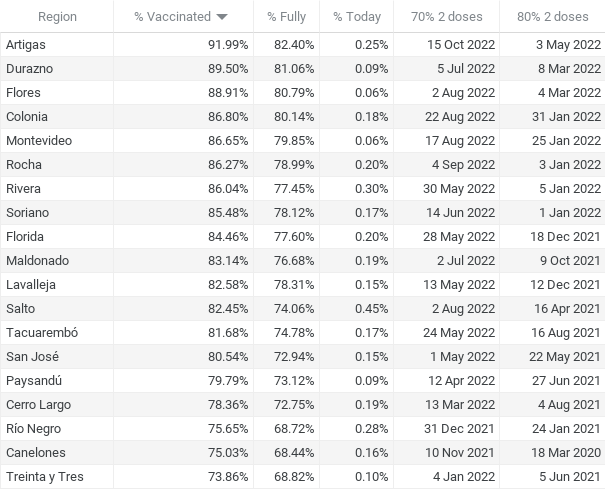 Region % Vaccinated % Fully % Today 70% 2 doses 80% 2 doses
Artigas 91.99% 82.40% 0.25% 15 Oct 2022 3 May 2022
Durazno 89.50% 81.06% 0.09% 5 Jul 2022 8 Mar 2022
Flores 88.91% 80.79% 0.06% 2 Aug 2022 4 Mar 2022
Colonia 86.80% 80.14% 0.18% 22 Aug 2022 31 Jan 2022
Montevideo 86.65% 79.85% 0.06% 17 Aug 2022 25 Jan 2022
Rocha 86.27% 78.99% 0.20% 4 Sep 2022 3 Jan 2022
Rivera 86.04% 77.45% 0.30% 30 May 2022 5 Jan 2022
Soriano 85.48% 78.12% 0.17% 14 Jun 2022 1 Jan 2022
Florida 84.46% 77.60% 0.20% 28 May 2022 18 Dec 2021
Maldonado 83.14% 76.68% 0.19% 2 Jul 2022 9 Oct 2021
Lavalleja 82.58% 78.31% 0.15% 13 May 2022 12 Dec 2021
Salto 82.45% 74.06% 0.45% 2 Aug 2022 16 Apr 2021
Tacuarembó 81.68% 74.78% 0.17% 24 May 2022 16 Aug 2021
San José 80.54% 72.94% 0.15% 1 May 2022 22 May 2021
Paysandú 79.79% 73.12% 0.09% 12 Apr 2022 27 Jun 2021
Cerro Largo 78.36% 72.75% 0.19% 13 Mar 2022 4 Aug 2021
Río Negro 75.65% 68.72% 0.28% 31 Dec 2021 24 Jan 2021
Canelones 75.03% 68.44% 0.16% 10 Nov 2021 18 Mar 2020
Treinta y Tres 73.86% 68.82% 0.10% 4 Jan 2022 5 Jun 2021